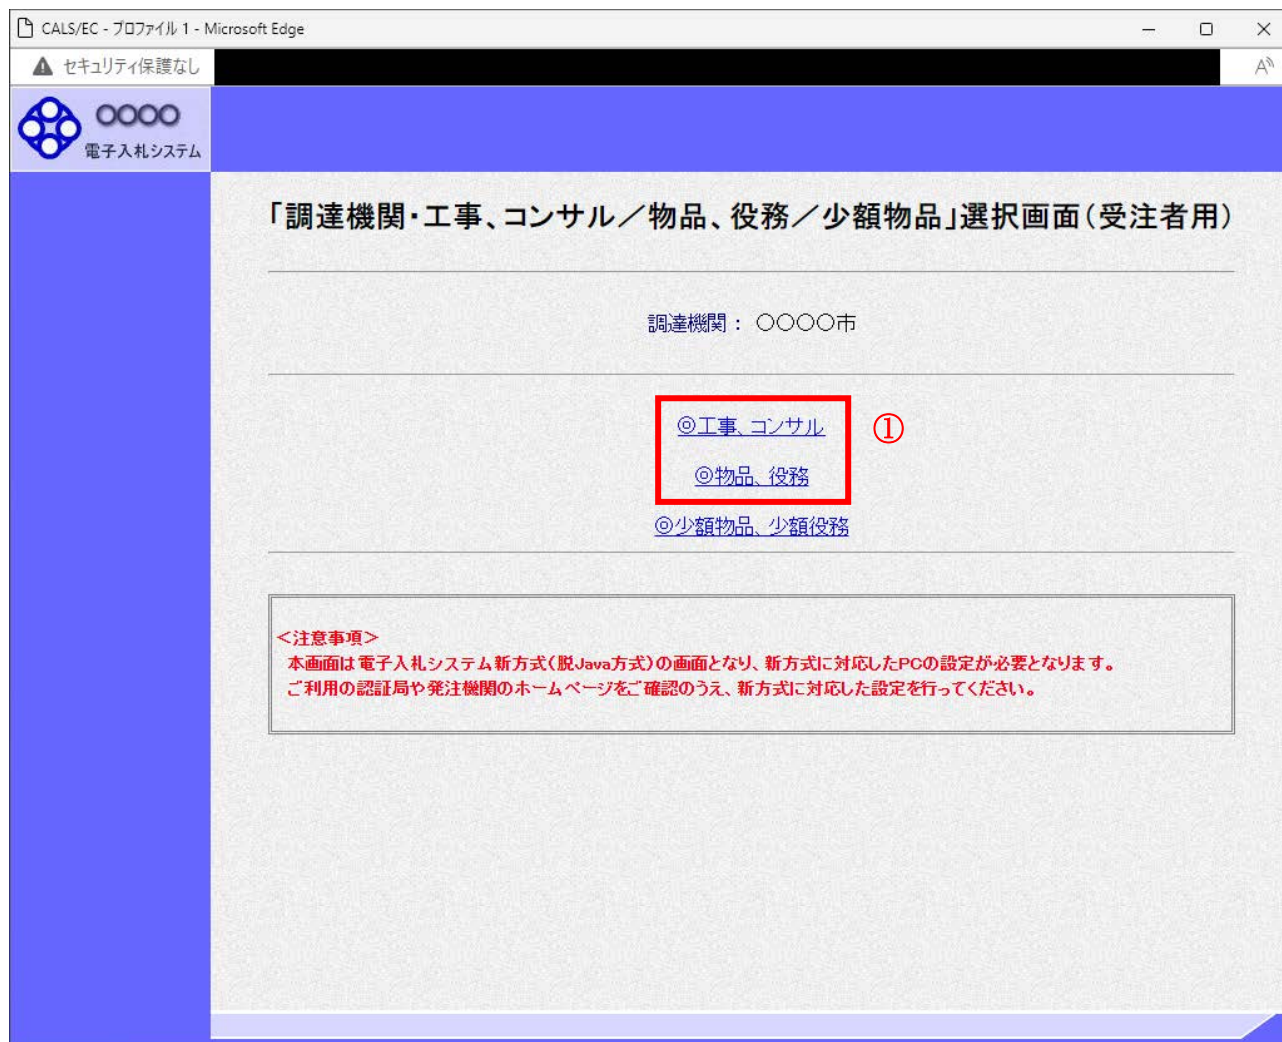 CALS/EC - プロファイル 1 - Microsoft Edge
セキュリティ保護なし
A
○○○○
電子入札システム
「調達機関・工事、コンサル／物品、役務／少額物品」選択画面（受注者用）
調達機関： ○○○○市
◎工事、コンサル
①
◎物品、役務
◎少額物品、少額役務
＜注意事項＞
本画面は電子入札システム新方式（脱Java方式）の画面となり、新方式に対応したPCの設定が必要となります。
ご利用の認証局や発注機関のホームページをご確認のうえ、新方式に対応した設定を行ってください。